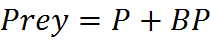 Prey = P + BP